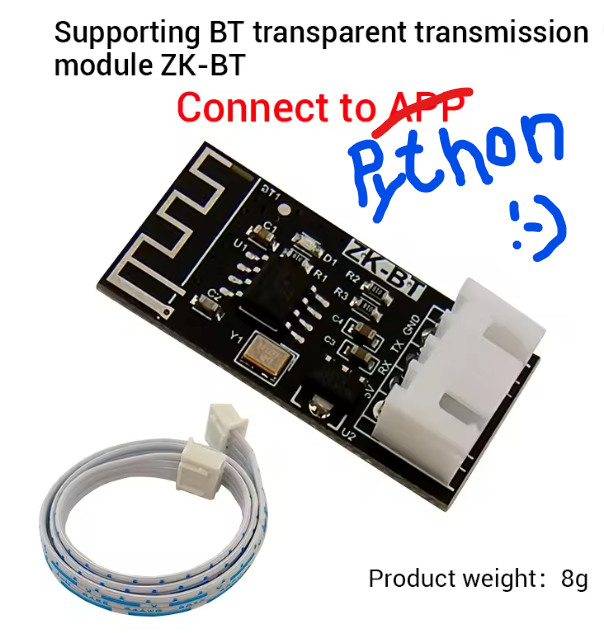 Supporting BT transparent transmission
module ZK-BT
Connect to APP
Python
:-)
BT1
C1
U1
D1
R1
ZK-BT
R2
R3
C4
C3
C2
Y1
GND
TX
RX
5V
U2
Product weight: 8g